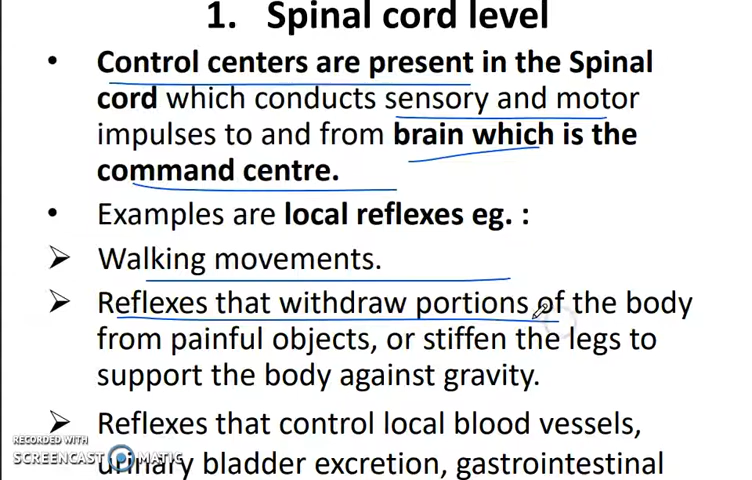 1. Spinal cord level
• Control centers are present in the Spinal
cord which conducts sensory and motor
impulses to and from brain which is the
command centre.
• Examples are local reflexes eg. :
➢ Walking movements.
➢ Reflexes that withdraw portions of the body
from painful objects, or stiffen the legs to
support the body against gravity.
➢ Reflexes that control local blood vessels,
RECORDED WITH
SCREENCAST MATIC
urinary bladder excretion, gastrointestinal